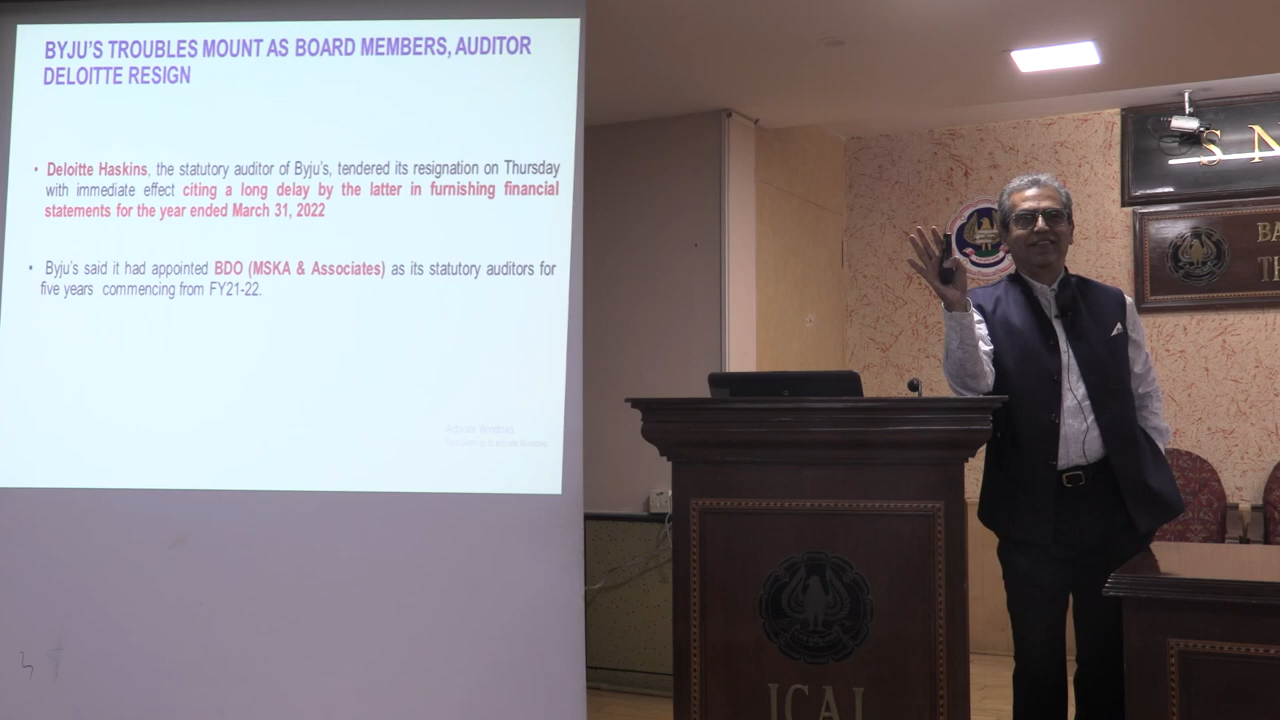 BYJU'S TROUBLES MOUNT AS BOARD MEMBERS, AUDITOR
DELOITTE RESIGN
• Deloitte Haskins, the statutory auditor of Byju's, tendered its resignation on Thursday
with immediate effect citing a long delay by the latter in furnishing financial
statements for the year ended March 31, 2022
• Byju's said it had appointed BDO (MSKA & Associates) as its statutory auditors for
five years commencing from FY21-22.
Activate Windows
S N
BA
TH
ICAI